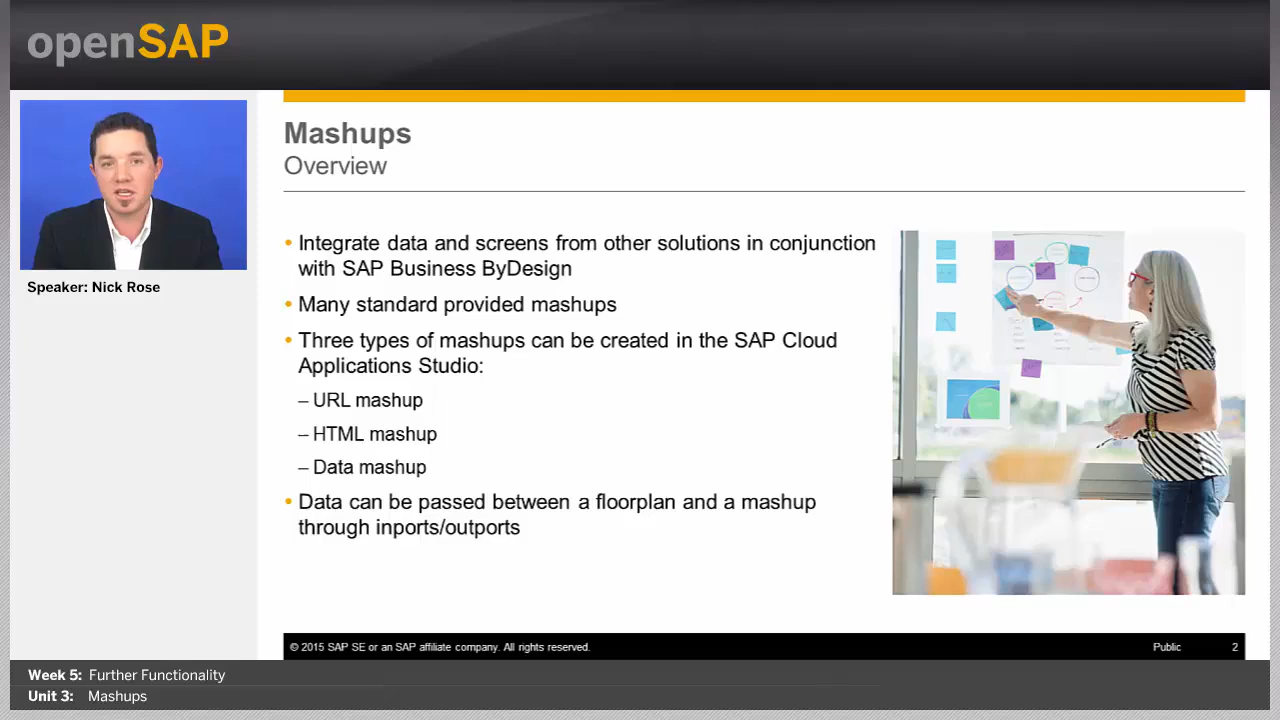 openSAP
Speaker: Nick Rose
Mashups
Overview
• Integrate data and screens from other solutions in conjunction
with SAP Business ByDesign
• Many standard provided mashups
• Three types of mashups can be created in the SAP Cloud
Applications Studio:
– URL mashup
– HTML mashup
– Data mashup
• Data can be passed between a floorplan and a mashup
through inports/outports
© 2015 SAP SE or an SAP affiliate company. All rights reserved.
Public
2
Week 5: Further Functionality
Unit 3: Mashups